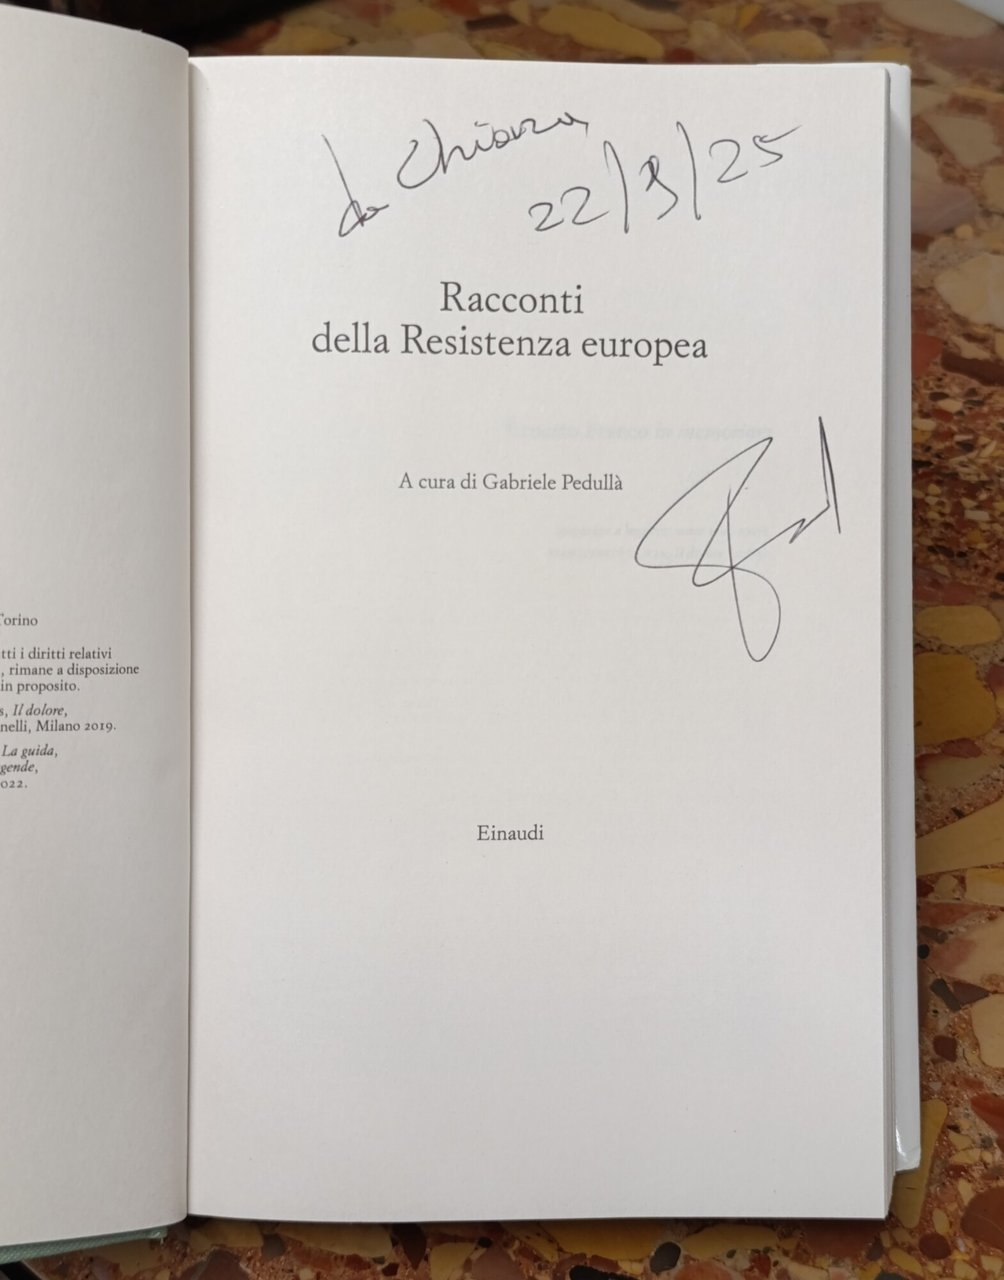 Torino
tti i diritti relativi
, rimane a disposizione
in proposito.
s, Il dolore,
nelli, Milano 2019.
La guida,
gende,
022.
da Chiara
22/3/25
Racconti
della Resistenza europea
A cura di Gabriele Pedullà
Einaudi